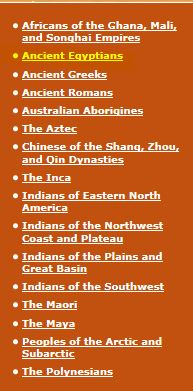 Africans of the Ghana, Mali,
and Songhai Empires
Ancient Egyptians
Ancient Greeks
Ancient Romans
Australian Aborigines
The Aztec
Chinese of the Shang, Zhou,
and Qin Dynasties
The Inca
Indians of Eastern North
America
Indians of the Northwest
Coast and Plateau
Indians of the Plains and
Great Basin
Indians of the Southwest
The Maori
The Maya
Peoples of the Arctic and
Subarctic
The Polynesians